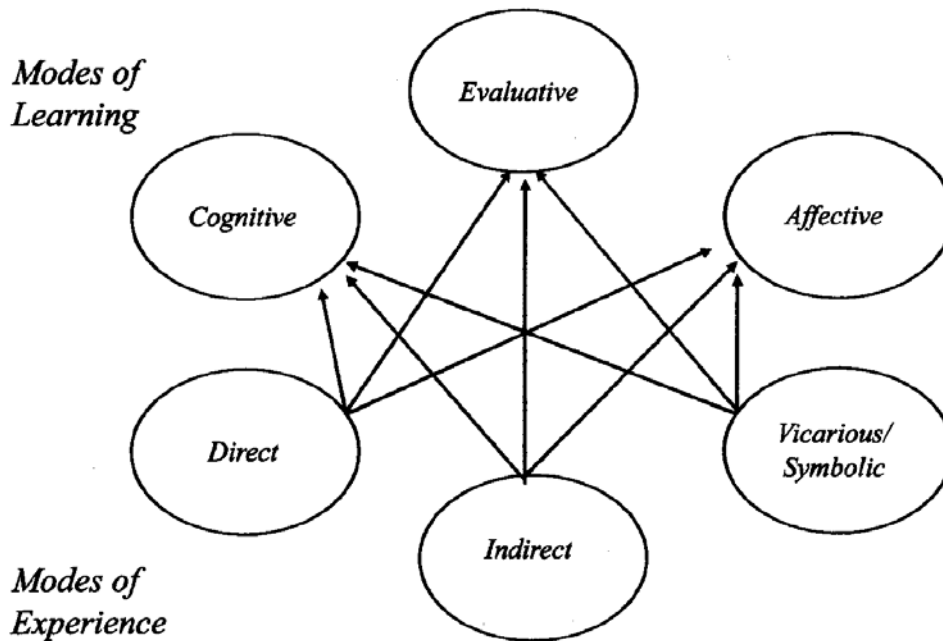 Modes of
Learning
Evaluative
Cognitive
Affective
Direct
Indirect
Vicarious/
Symbolic
Modes of
Experience